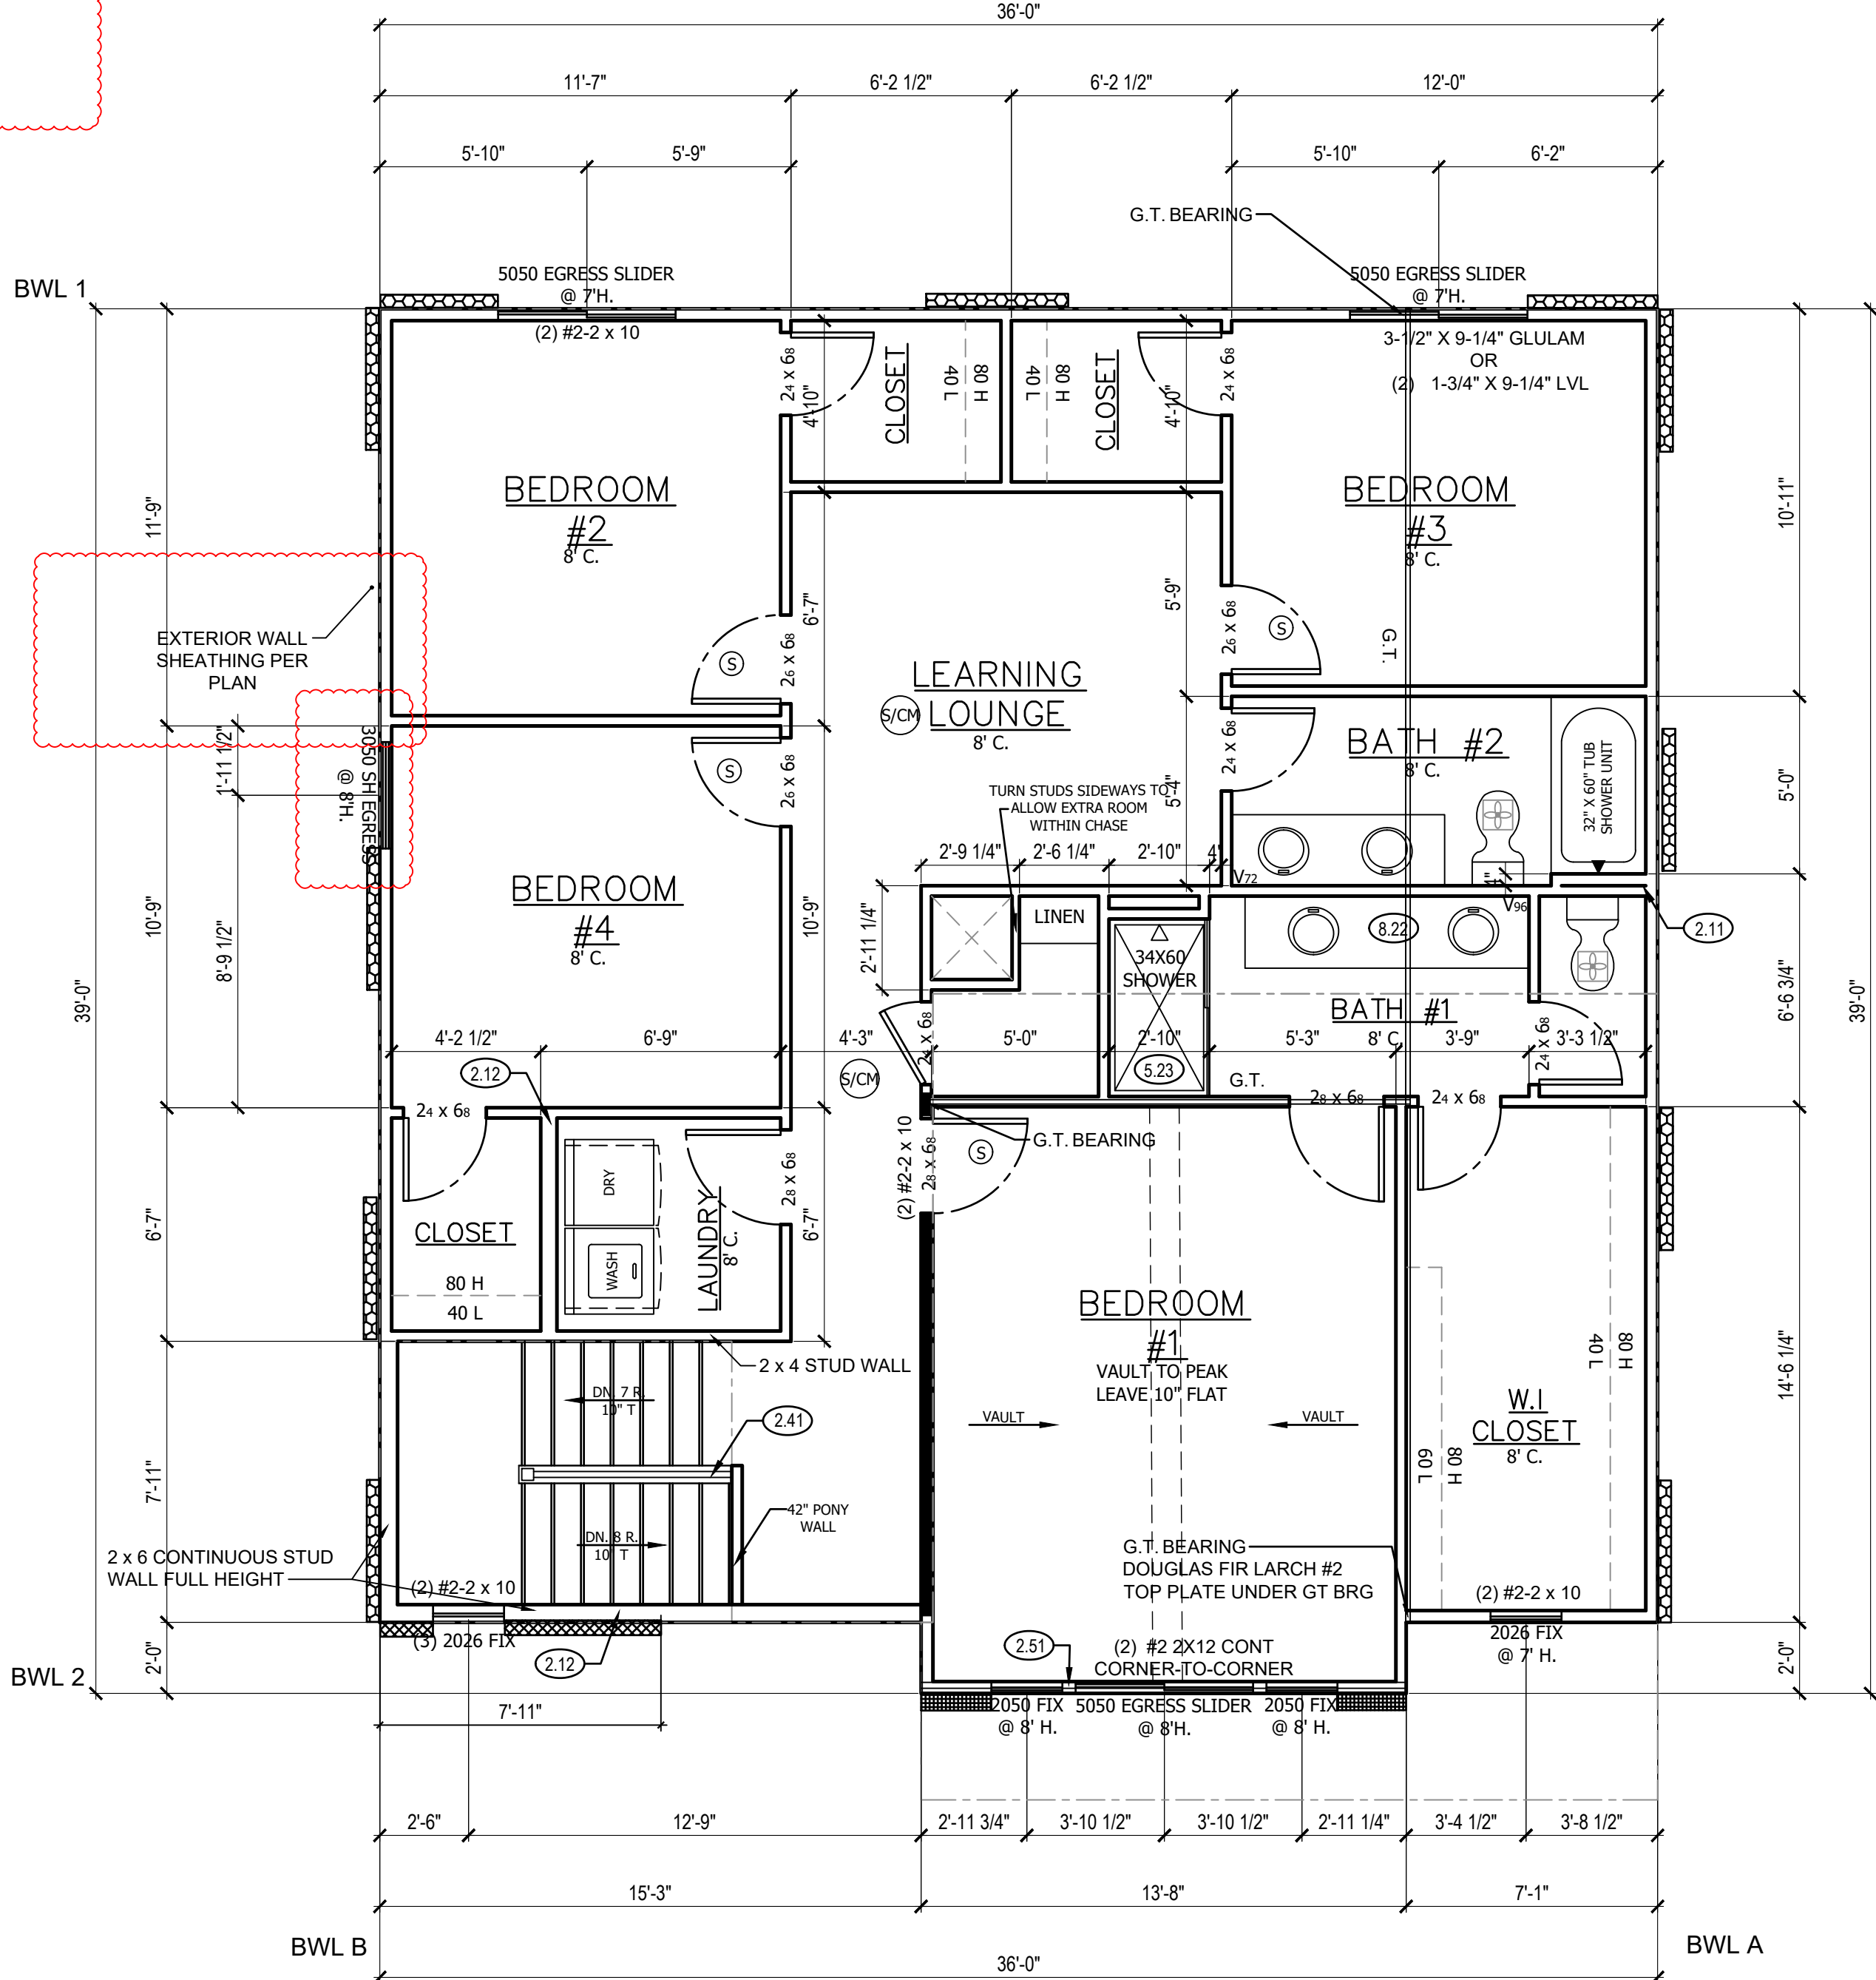 36'-0"
11'-7"
6'-2 1/2"
6'-2 1/2"
12'-0"
5'-10"
5'-9"
5'-10"
6'-2"
G.T. BEARING
BWL 1
5050 EGRESS SLIDER
@ 7'H.
(2) #2-2 x 10
5050 EGRESS SLIDER
@ 7'H.
3-1/2" X 9-1/4" GLULAM
OR
(2) 1-3/4" X 9-1/4" LVL
24 x 68
4'-10"
CLOSET
40 L
80 H
40 L
80 H
CLOSET
4'-10"
24 x 68
BEDROOM
#2
8' C.
BEDROOM
#3
8' C.
11'-9"
10'-11"
EXTERIOR WALL
SHEATHING PER
PLAN
6'-7"
26 x 68
S
5'-9"
26 x 68
S
G.T.
LEARNING
LOUNGE
8' C.
S/CM
1'-11 1/2"
3050 SH EGRESS
@ 8'H.
S
26 x 68
24 x 68
BATH #2
8' C.
32" X 60" TUB
SHOWER UNIT
5'-0"
TURN STUDS SIDEWAYS TO
ALLOW EXTRA ROOM
WITHIN CHASE
5'-4"
2'-9 1/4"
2'-6 1/4"
2'-10"
4"
V72
4"
V96
BEDROOM
#4
8' C.
10'-9"
8'-9 1/2"
10'-9"
39'-0"
2'-11 1/4"
LINEN
34X60
SHOWER
8.22
2.11
6'-6 3/4"
39'-0"
BATH #1
8' C.
4'-2 1/2"
6'-9"
4'-3"
24 x 68
5'-0"
2'-10"
5'-3"
3'-9"
24 x 68
3'-3 1/2"
2.12
S/CM
5.23
G.T.
24 x 68
28 x 68
24 x 68
G.T. BEARING
(2) #2-2 x 10
28 x 68
S
DRY
WASH
LAUNDRY
8' C.
28 x 68
6'-7"
6'-7"
CLOSET
80 H
40 L
BEDROOM
#1
VAULT TO PEAK
LEAVE 10" FLAT
VAULT
VAULT
40 L
80 H
60 L
80 H
W.I
CLOSET
8' C.
14'-6 1/4"
2 x 4 STUD WALL
DN. 7 R.
10" T
2.41
7'-11"
42" PONY
WALL
DN. 8 R.
10" T
2 x 6 CONTINUOUS STUD
WALL FULL HEIGHT
(2) #2-2 x 10
G.T. BEARING
DOUGLAS FIR LARCH #2
TOP PLATE UNDER GT BRG
(2) #2-2 x 10
(3) 2026 FIX
2.12
2'-0"
BWL 2
2.51
(2) #2 2X12 CONT
CORNER-TO-CORNER
2026 FIX
@ 7' H.
2'-0"
7'-11"
2050 FIX
@ 8' H.
5050 EGRESS SLIDER
@ 8'H.
2050 FIX
@ 8' H.
2'-6"
12'-9"
2'-11 3/4"
3'-10 1/2"
3'-10 1/2"
2'-11 1/4"
3'-4 1/2"
3'-8 1/2"
15'-3"
13'-8"
7'-1"
BWL B
36'-0"
BWL A